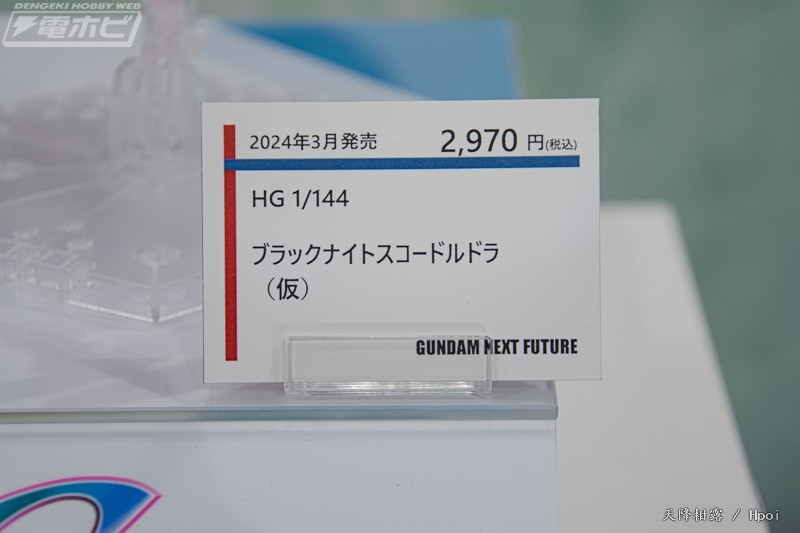 DENGEKI HOBBY WEB
電ホビ
2024年3月発売 2,970 円(税込)
HG 1/144
ブラックナイトスコードルドラ
(仮)
GUNDAM NEXT FUTURE
天降柑露 / Hpoi